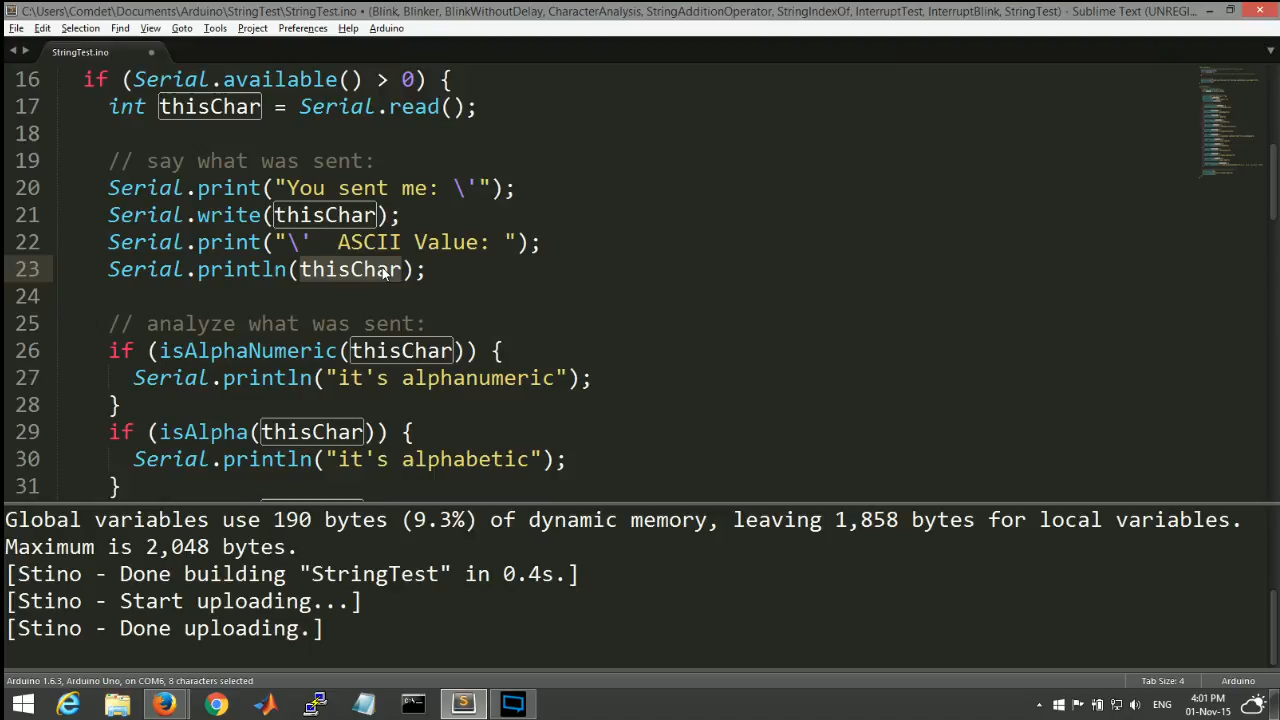 C:\Users\Comdet\Documents\Arduino\StringTest\StringTest.ino • (Blink, Blinker, BlinkWithoutDelay, CharacterAnalysis, StringAdditionOperator, StringIndexOf, InterruptTest, InterruptBlink, StringTest) - Sublime Text (UNREGI...
File Edit Selection Find View Goto Tools Project Preferences Help Arduino
StringTest.ino
16 if (Serial.available() > 0) {
17 int thisChar = Serial.read();
18
19 // say what was sent:
20 Serial.print("You sent me: \'");
21 Serial.write(thisChar);
22 Serial.print("\'  ASCII Value: ");
23 Serial.println(thisChar);
24
25 // analyze what was sent:
26 if (isAlphaNumeric(thisChar)) {
27 Serial.println("it's alphanumeric");
28 }
29 if (isAlpha(thisChar)) {
30 Serial.println("it's alphabetic");
31 }
Global variables use 190 bytes (9.3%) of dynamic memory, leaving 1,858 bytes for local variables.
Maximum is 2,048 bytes.
[Stino - Done building "StringTest" in 0.4s.]
[Stino - Start uploading...]
[Stino - Done uploading.]
Arduino 1.6.3, Arduino Uno, on COM6, 8 characters selected Tab Size: 4 Arduino
ENG 4:01 PM
01-Nov-15